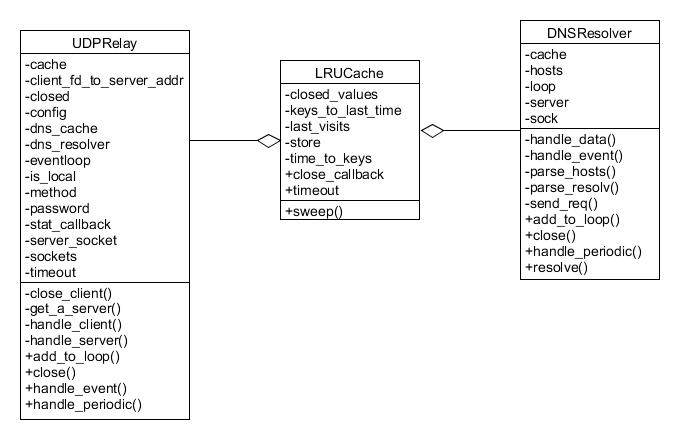 UDPRelay
-cache
-client_fd_to_server_addr
-closed
-config
-dns_cache
-dns_resolver
-eventloop
-is_local
-method
-password
-stat_callback
-server_socket
-sockets
-timeout
-close_client()
-get_a_server()
-handle_client()
-handle_server()
+add_to_loop()
+close()
+handle_event()
+handle_periodic()
LRUCache
-closed_values
-keys_to_last_time
-last_visits
-store
-time_to_keys
+close_callback
+timeout
+sweep()
DNSResolver
-cache
-hosts
-loop
-server
-sock
-handle_data()
-handle_event()
-parse_hosts()
-parse_resolv()
-send_req()
+add_to_loop()
+close()
+handle_periodic()
+resolve()